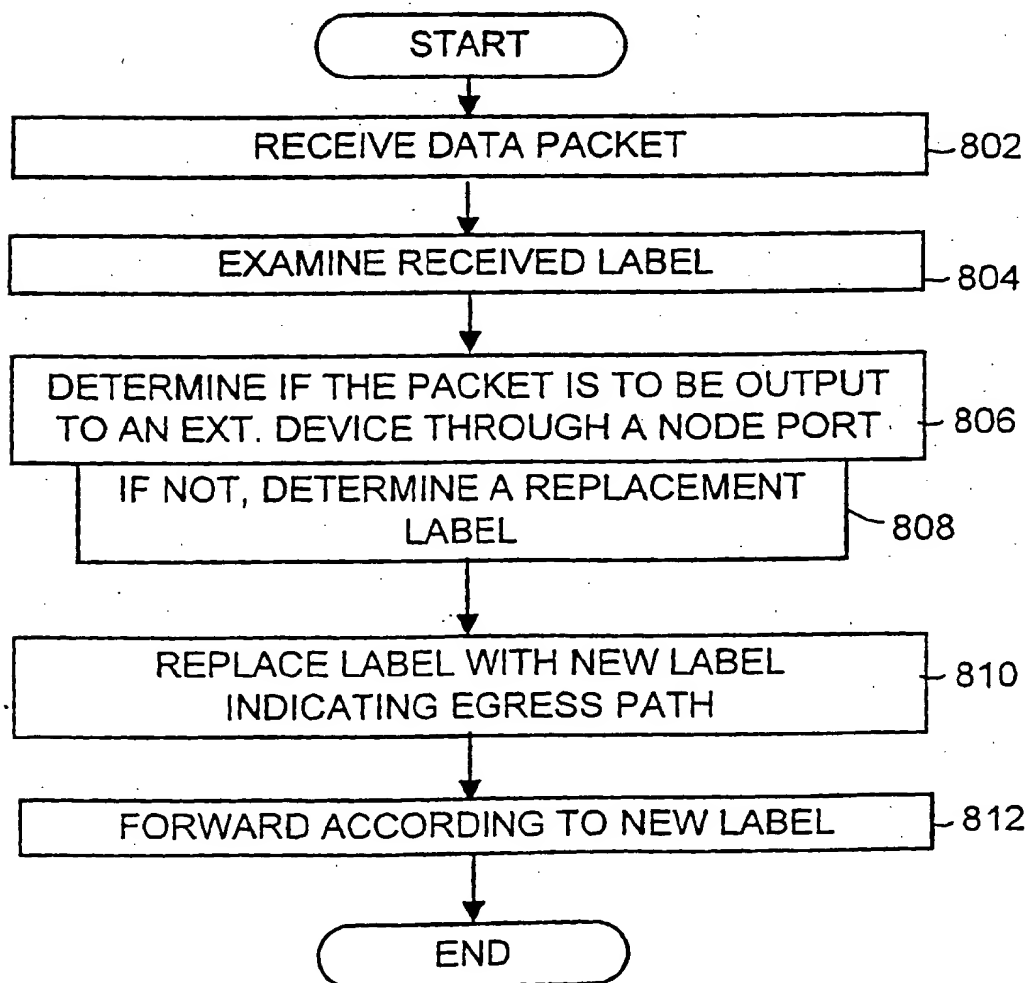 START
RECEIVE DATA PACKET
802
EXAMINE RECEIVED LABEL
804
DETERMINE IF THE PACKET IS TO BE OUTPUT
TO AN EXT. DEVICE THROUGH A NODE PORT
806
IF NOT, DETERMINE A REPLACEMENT
LABEL
808
REPLACE LABEL WITH NEW LABEL
INDICATING EGRESS PATH
810
FORWARD ACCORDING TO NEW LABEL
812
END